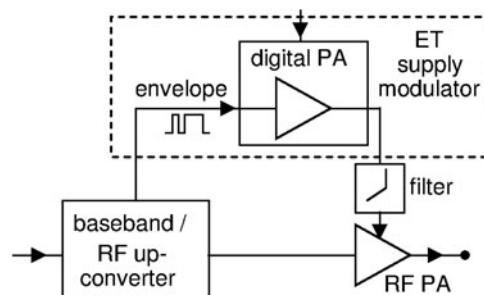 digital PA
ET
supply
modulator
envelope
filter
baseband /
RF up-
converter
RF PA